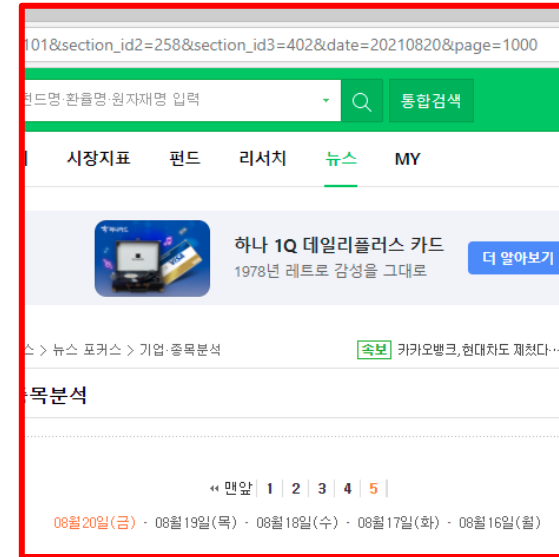 101&section_id2=258&section_id3=402&date=20210820&page=1000
펀드명·환율명·원자재명 입력
통합검색
시장지표 펀드 리서치 뉴스 MY
하나카드
VISA
하나 1Q 데일리플러스 카드
1978년 레트로 감성을 그대로
더 알아보기
스 > 뉴스 포커스 > 기업·종목분석
속보 카카오뱅크,현대차도 제쳤다…
종목분석
맨앞 1 2 3 4 5
08월20일(금) · 08월19일(목) · 08월18일(수) · 08월17일(화) · 08월16일(월)